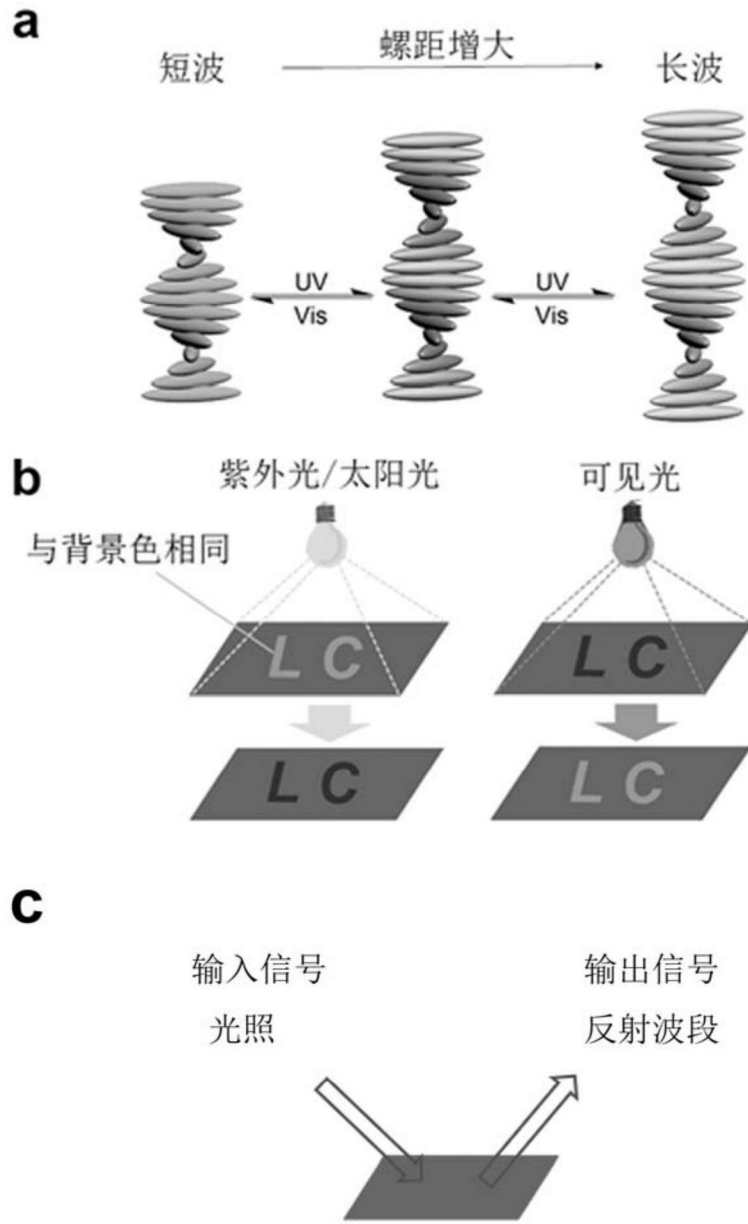 a
短波 螺距增大 长波
UV UV
Vis Vis
b 紫外光/太阳光 可见光
与背景色相同
L C L C
L C L C
c
输入信号 输出信号
光照 反射波段